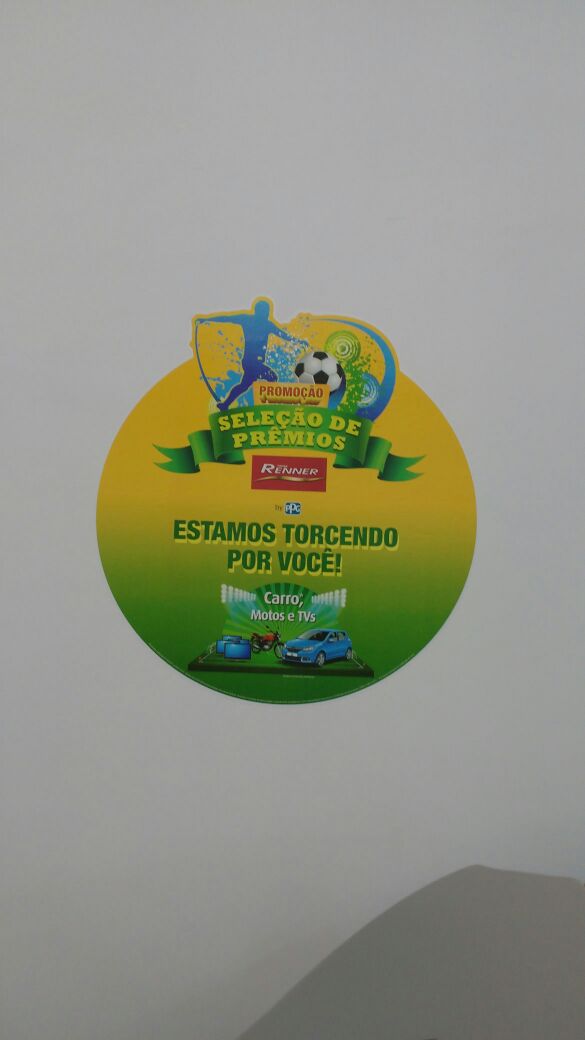 PROMOÇÃO
SELEÇÃO DE
PRÊMIOS
RENNER
PPG
ESTAMOS TORCENDO
POR VOCÊ!
Carro,
Motos e TVs